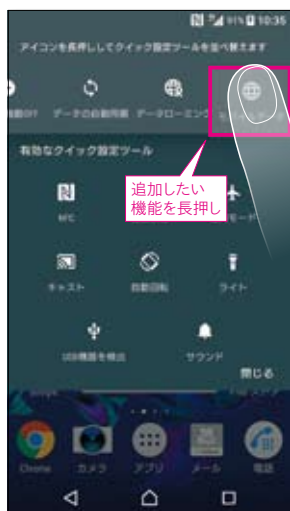 91% 10:35
アイコンを長押ししてクイック設定ツールを並べ替えます
データの自動同期 データローミング
有効なクイック設定ツール
追加したい
機能を長押し
NFC
キャスト 自動回転 ライト
USB機器を検出 サウンド
閉じる
Chrome カメラ アプリ メール 電話